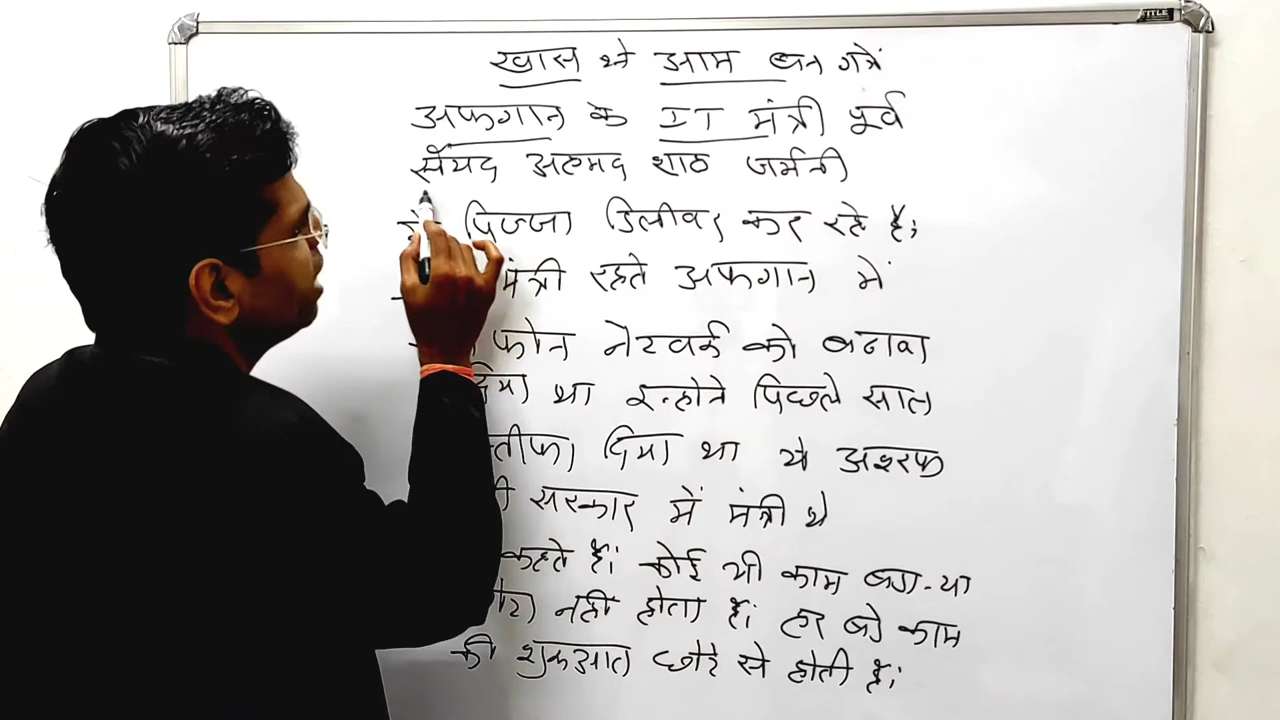 खास से आम बन गये
अफगान के IT मंत्री पूर्व
सैयद अहमद शाह जर्मनी
पिज्जा डिलीवर कर रहे हैं;
मंत्री रहते अफगान में
फोन नेटवर्क को बढावा
दिया था इन्होने पिछले साल
दिया था ये अशरफ
सरकार में मंत्री थे
कहते हैं। कोई भी काम बडा-या
नहीं होता है। हर बडे काम
की शुरुआत छोटे से होती है।